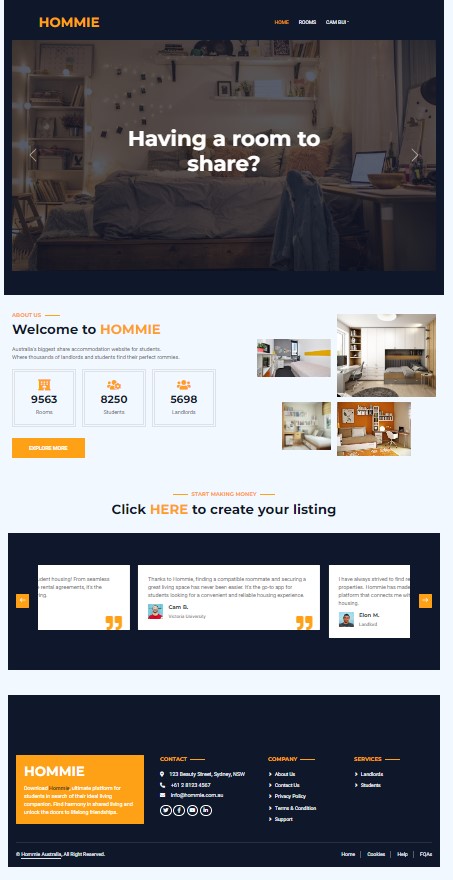 HOMMIE
HOME ROOMS CAM BUI
Having a room to
share?
ABOUT US
Welcome to HOMMIE
Australia's biggest share accommodation website for students.
Where thousands of landlords and students find their perfect rommies.
9563
Rooms
8250
Students
5698
Landlords
EXPLORE MORE
START MAKING MONEY
Click HERE to create your listing
dent housing! From seamless
rental agreements, it's the
ing.
Thanks to Hommie, finding a compatible roommate and securing a
great living space has never been easier. It's the go-to app for
students looking for a convenient and reliable housing experience.
Cam B.
Victoria University
I have always strived to find re
properties. Hommie has made
platform that connects me wi
housing.
Elon M.
Landlord
HOMMIE
Download Hommie, ultimate platform for
students in search of their ideal living
companion. Find harmony in shared living and
unlock the doors to lifelong friendships.
CONTACT
123 Beauty Street, Sydney, NSW
+61 2 8123 4567
info@hommie.com.au
COMPANY
About Us
Contact Us
Privacy Policy
Terms & Condition
Support
SERVICES
Landlords
Students
© Hommie Australia, All Right Reserved.
Home Cookies Help FQAs